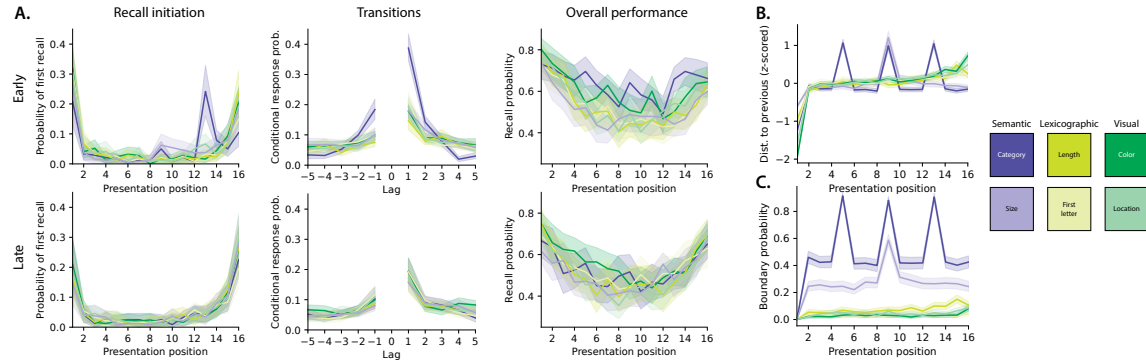 A.
Recall initiation
Transitions
Overall performance
B.
Early
Probability of first recall
0.4
0.3
0.2
0.1
0.0
2 4 6 8 10 12 14 16
Presentation position
Conditional response prob.
0.4
0.3
0.2
0.1
0.0
−5 −4 −3 −2 −1 0 1 2 3 4 5
Lag
Recall probability
0.8
0.6
0.4
2 4 6 8 10 12 14 16
Presentation position
Dist. to previous (z-scored)
1
0
−1
−2
2 4 6 8 10 12 14 16
Presentation position
Late
Probability of first recall
0.4
0.3
0.2
0.1
0.0
2 4 6 8 10 12 14 16
Presentation position
Conditional response prob.
0.4
0.3
0.2
0.1
0.0
−5 −4 −3 −2 −1 0 1 2 3 4 5
Lag
Recall probability
0.8
0.6
0.4
2 4 6 8 10 12 14 16
Presentation position
C.
Boundary probability
0.8
0.6
0.4
0.2
0.0
2 4 6 8 10 12 14 16
Presentation position
Semantic Lexicographic Visual
Category Length Color
Size First letter Location